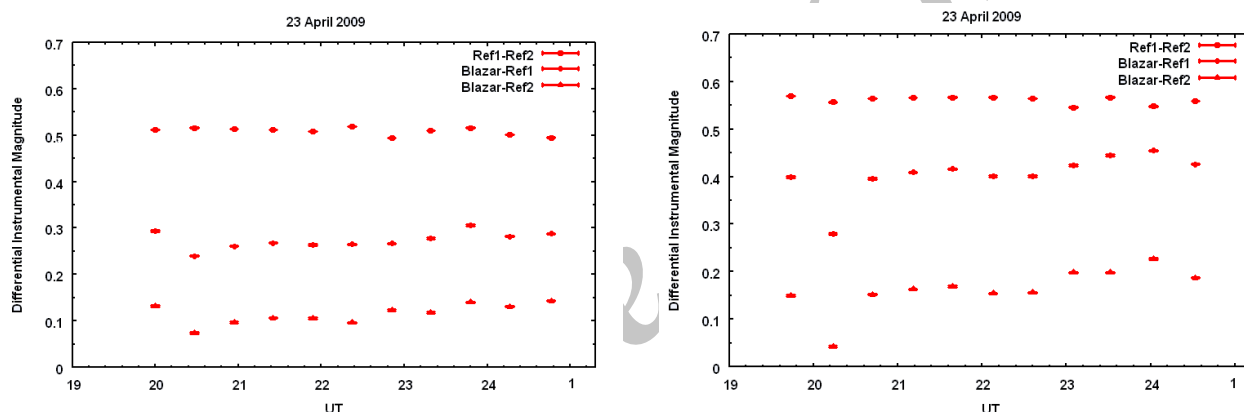 23 April 2009
Differential Instrumental Magnitude
0.7
0.6
0.5
0.4
0.3
0.2
0.1
0
Ref1-Ref2
Blazar-Ref1
Blazar-Ref2
19
20
21
22
23
24
1
UT
23 April 2009
Differential Instrumental Magnitude
0.7
0.6
0.5
0.4
0.3
0.2
0.1
0
Ref1-Ref2
Blazar-Ref1
Blazar-Ref2
19
20
21
22
23
24
1
UT